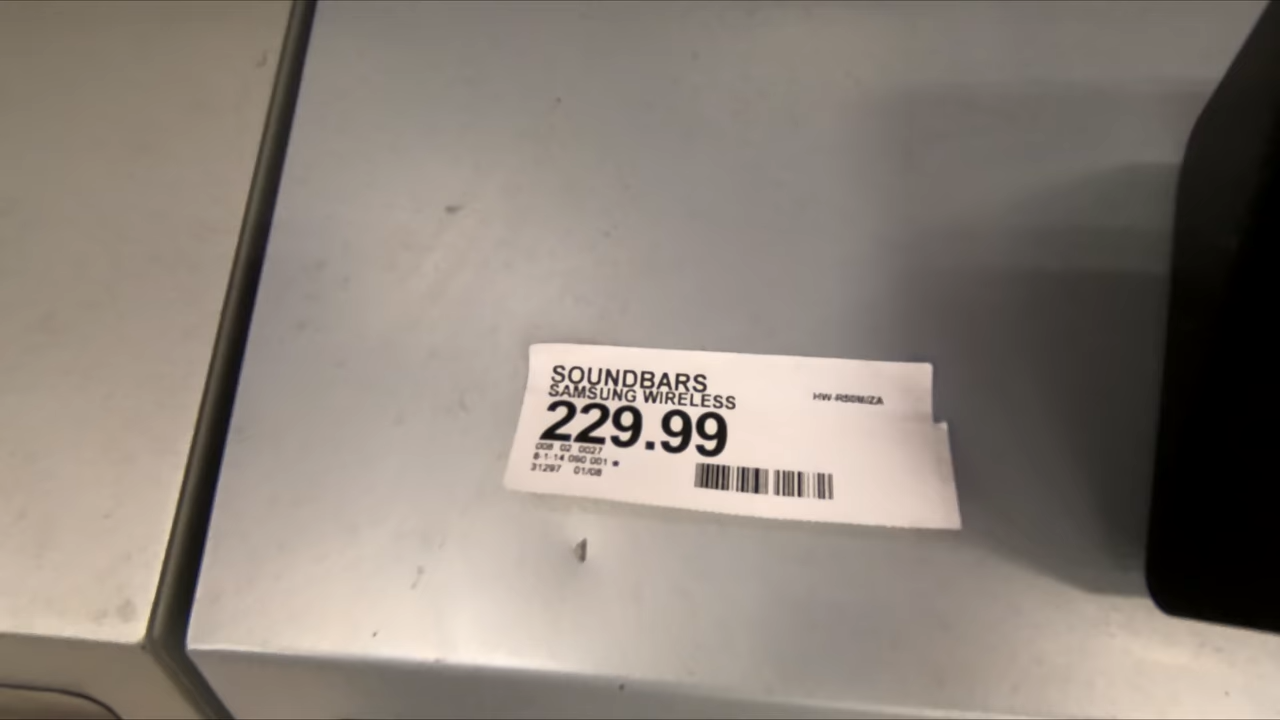 SOUNDBARS
SAMSUNG WIRELESS
HW-R50M/ZA
229.99
008 02 0027
8-1-14 090 001 *
31297 01/08